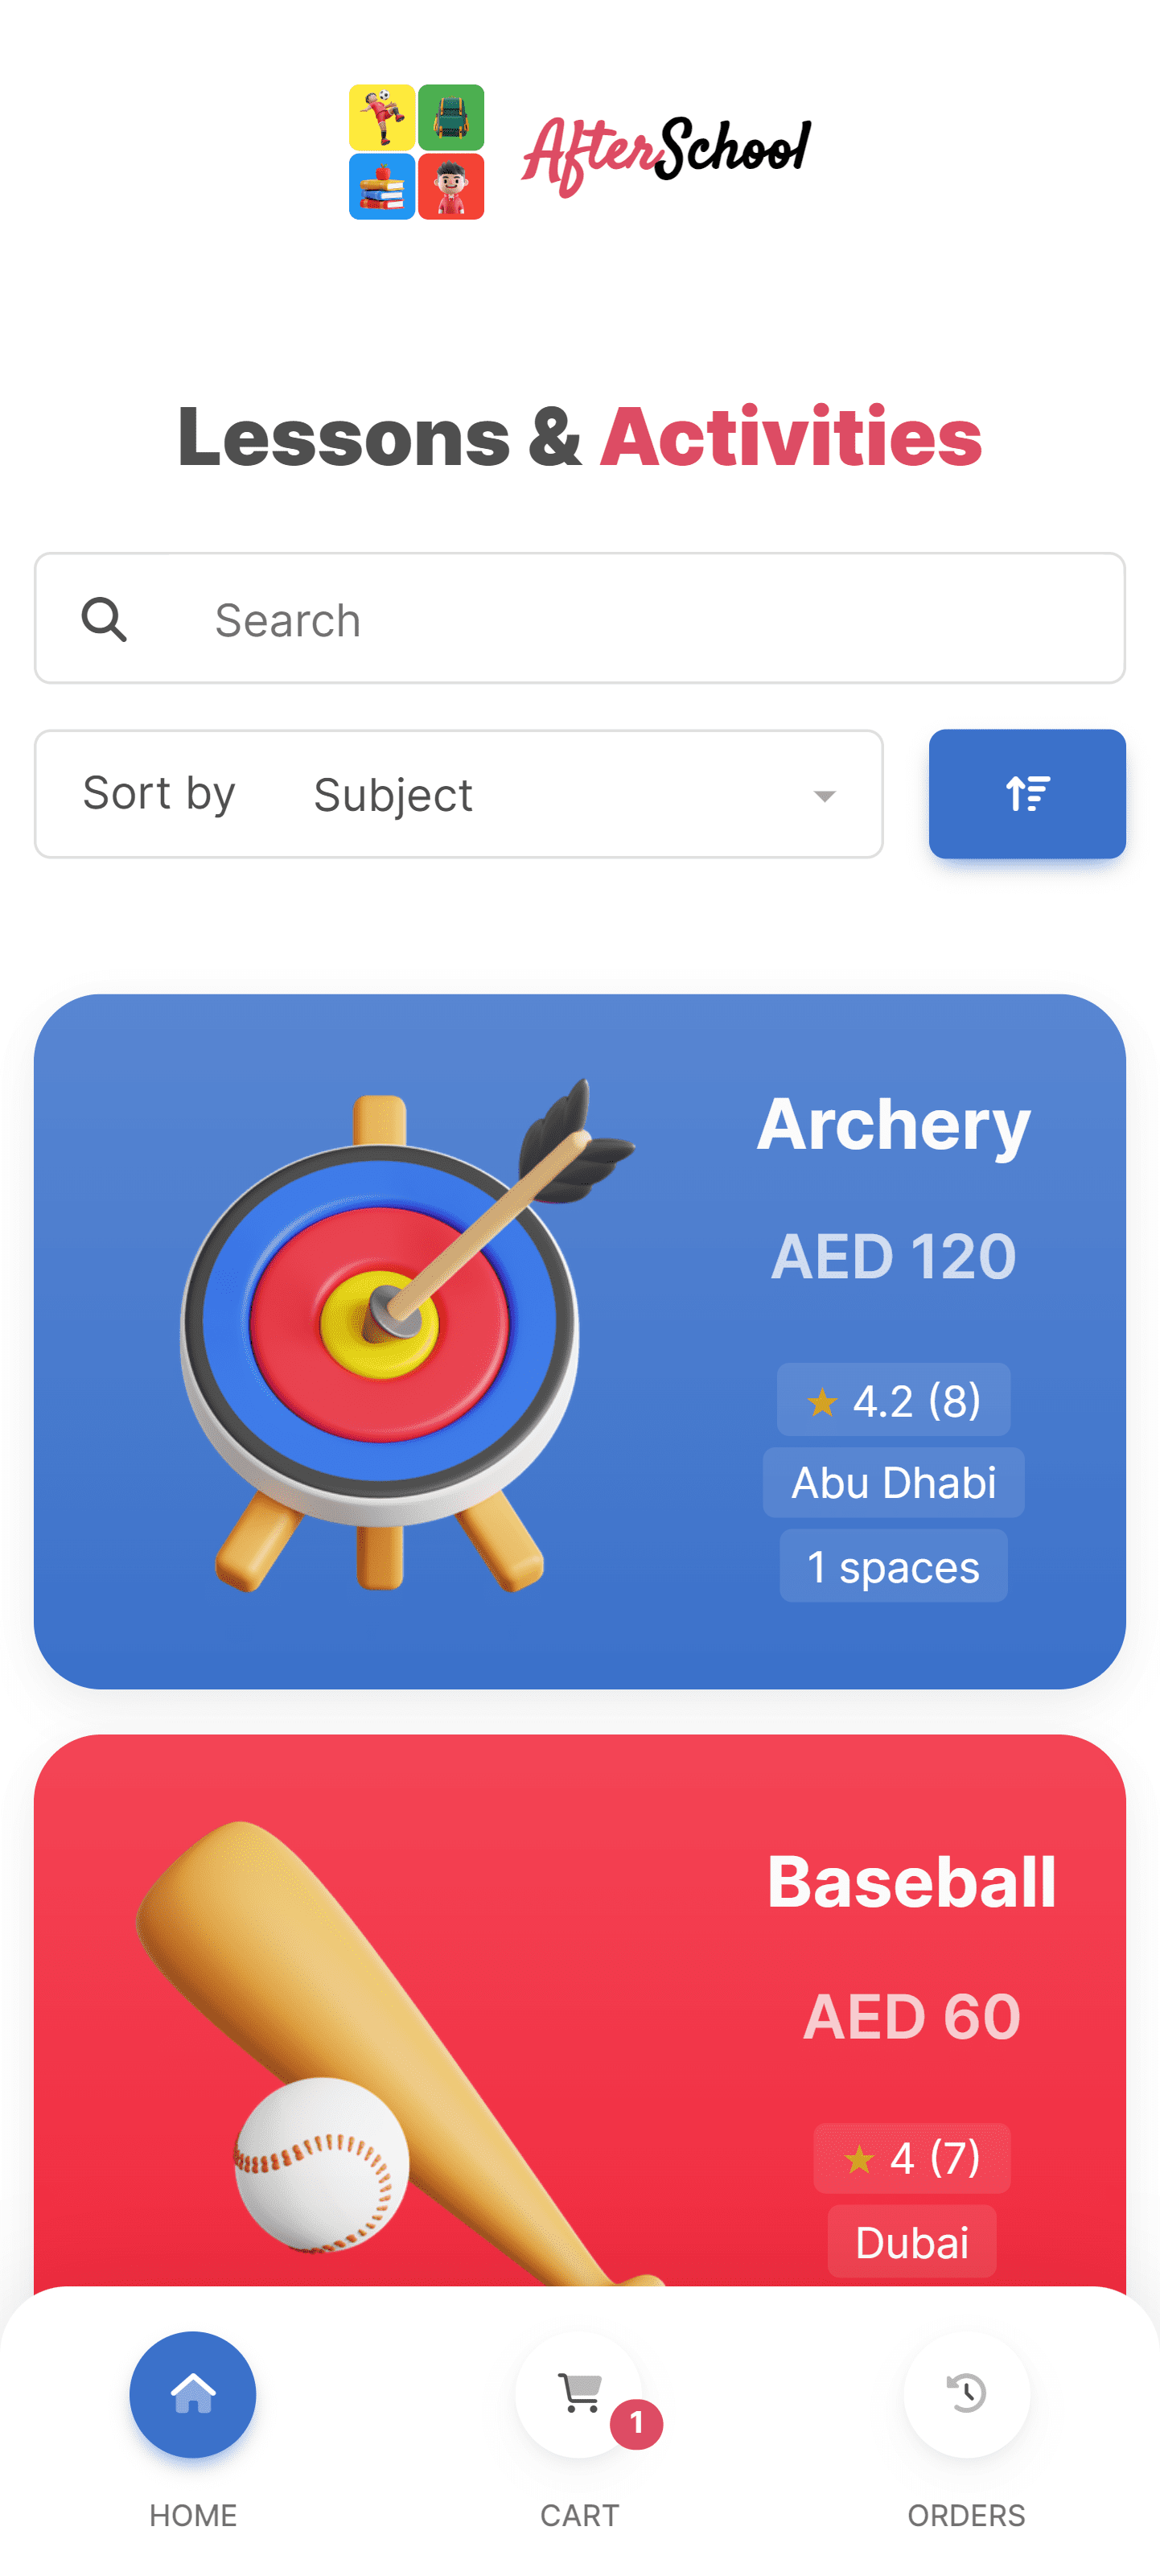 AfterSchool
Lessons & Activities
Search
Sort by Subject
Archery
AED 120
★ 4.2 (8)
Abu Dhabi
1 spaces
Baseball
AED 60
★ 4 (7)
Dubai
1
HOME
CART
ORDERS